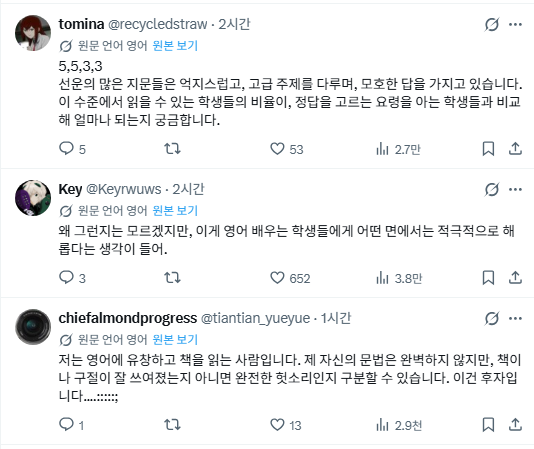 tomina @recycledstraw · 2시간
원문 언어 영어 원본 보기
5,5,3,3
선운의 많은 지문들은 억지스럽고, 고급 주제를 다루며, 모호한 답을 가지고 있습니다.
이 수준에서 읽을 수 있는 학생들의 비율이, 정답을 고르는 요령을 아는 학생들과 비교
해 얼마나 되는지 궁금합니다.
5 53 2.7만
Key @Keyrwuws · 2시간
원문 언어 영어 원본 보기
왜 그런지는 모르겠지만, 이게 영어 배우는 학생들에게 어떤 면에서는 적극적으로 해
롭다는 생각이 들어.
3 652 3.8만
chiefalmondprogress @tiantian_yueyue · 1시간
원문 언어 영어 원본 보기
저는 영어에 유창하고 책을 읽는 사람입니다. 제 자신의 문법은 완벽하지 않지만, 책이
나 구절이 잘 쓰여졌는지 아니면 완전한 헛소리인지 구분할 수 있습니다. 이건 후자입
니다....:::::;
1 13 2.9천